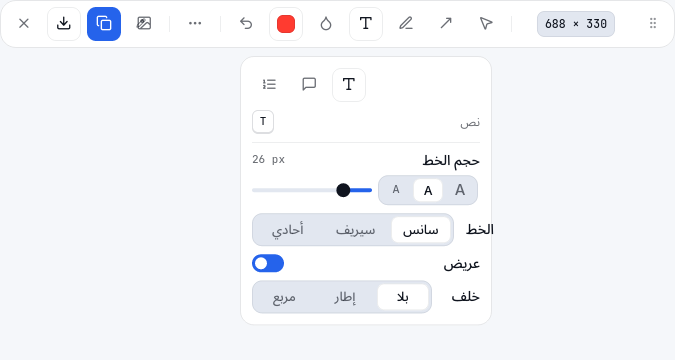 688 × 330
نص T
حجم الخط 26 px
A A A
الخط سانس سيريف أحادي
عريض
خلف بلا إطار مربع